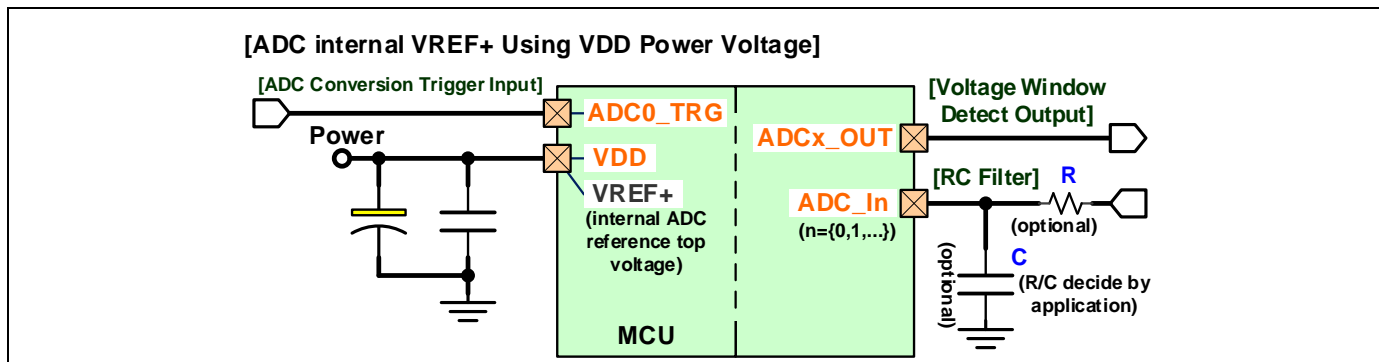 [ADC internal VREF+ Using VDD Power Voltage]
[ADC Conversion Trigger Input]
Power
ADC0_TRG
VDD
VREF+
(internal ADC
reference top
voltage)
MCU
[Voltage Window
Detect Output]
ADCx_OUT
[RC Filter]
R
ADC_In
(n={0,1,...})
(optional)
(optional)
C
(R/C decide by
application)